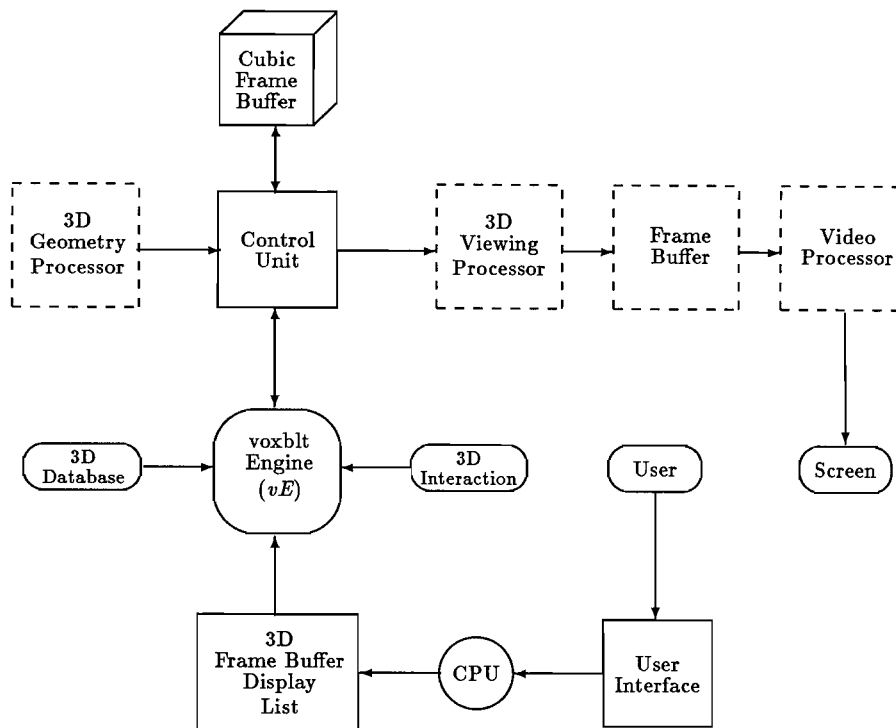 Cubic
Frame
Buffer
3D
Geometry
Processor
Control
Unit
3D
Viewing
Processor
Frame
Buffer
Video
Processor
3D
Database
voxblt
Engine
(vE)
3D
Interaction
User
Screen
3D
Frame Buffer
Display
List
CPU
User
Interface